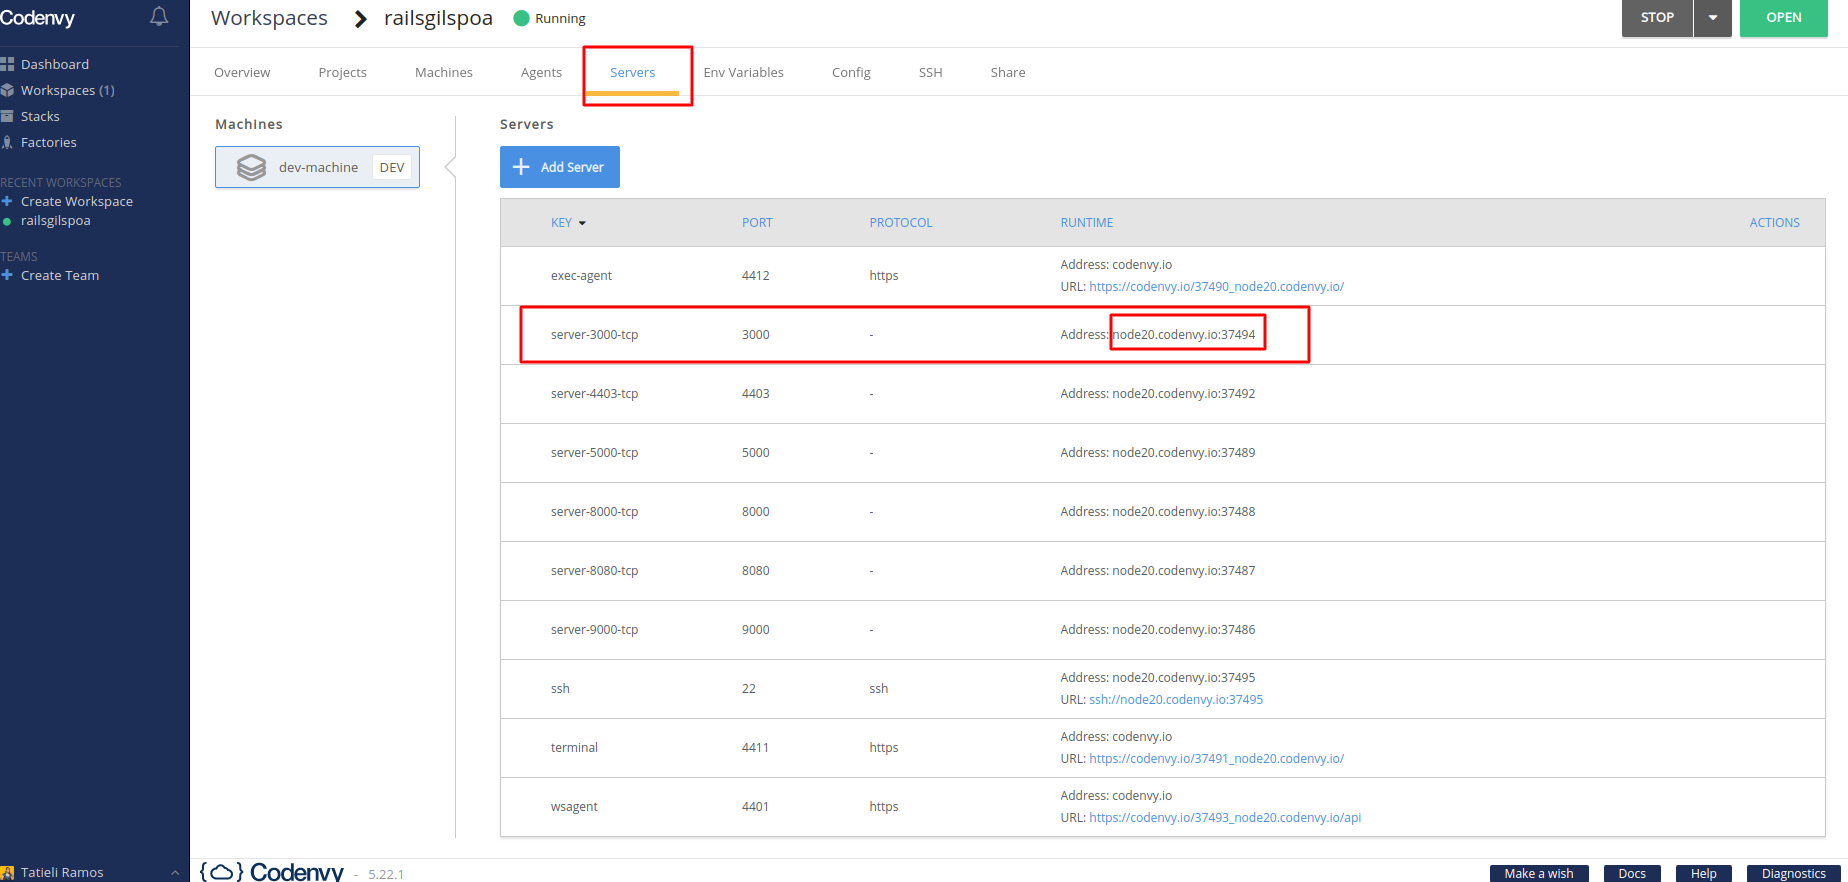 Codenvy
Workspaces railsgilspoa Running
STOP OPEN
Dashboard
Workspaces (1)
Stacks
Factories
RECENT WORKSPACES
Create Workspace
railsgilspoa
TEAMS
Create Team
Tatieli Ramos
Overview Projects Machines Agents Servers Env Variables Config SSH Share
Machines
dev-machine DEV
Servers
Add Server
KEY PORT PROTOCOL RUNTIME ACTIONS
exec-agent 4412 https Address: codenvy.io
URL: https://codenvy.io/37490_node20.codenvy.io/
server-3000-tcp 3000 - Address: node20.codenvy.io:37494
server-4403-tcp 4403 - Address: node20.codenvy.io:37492
server-5000-tcp 5000 - Address: node20.codenvy.io:37489
server-8000-tcp 8000 - Address: node20.codenvy.io:37488
server-8080-tcp 8080 - Address: node20.codenvy.io:37487
server-9000-tcp 9000 - Address: node20.codenvy.io:37486
ssh 22 ssh Address: node20.codenvy.io:37495
URL: ssh://node20.codenvy.io:37495
terminal 4411 https Address: codenvy.io
URL: https://codenvy.io/37491_node20.codenvy.io/
wsagent 4401 https Address: codenvy.io
URL: https://codenvy.io/37493_node20.codenvy.io/api
Codenvy - 5.22.1
Make a wish Docs Help Diagnostics